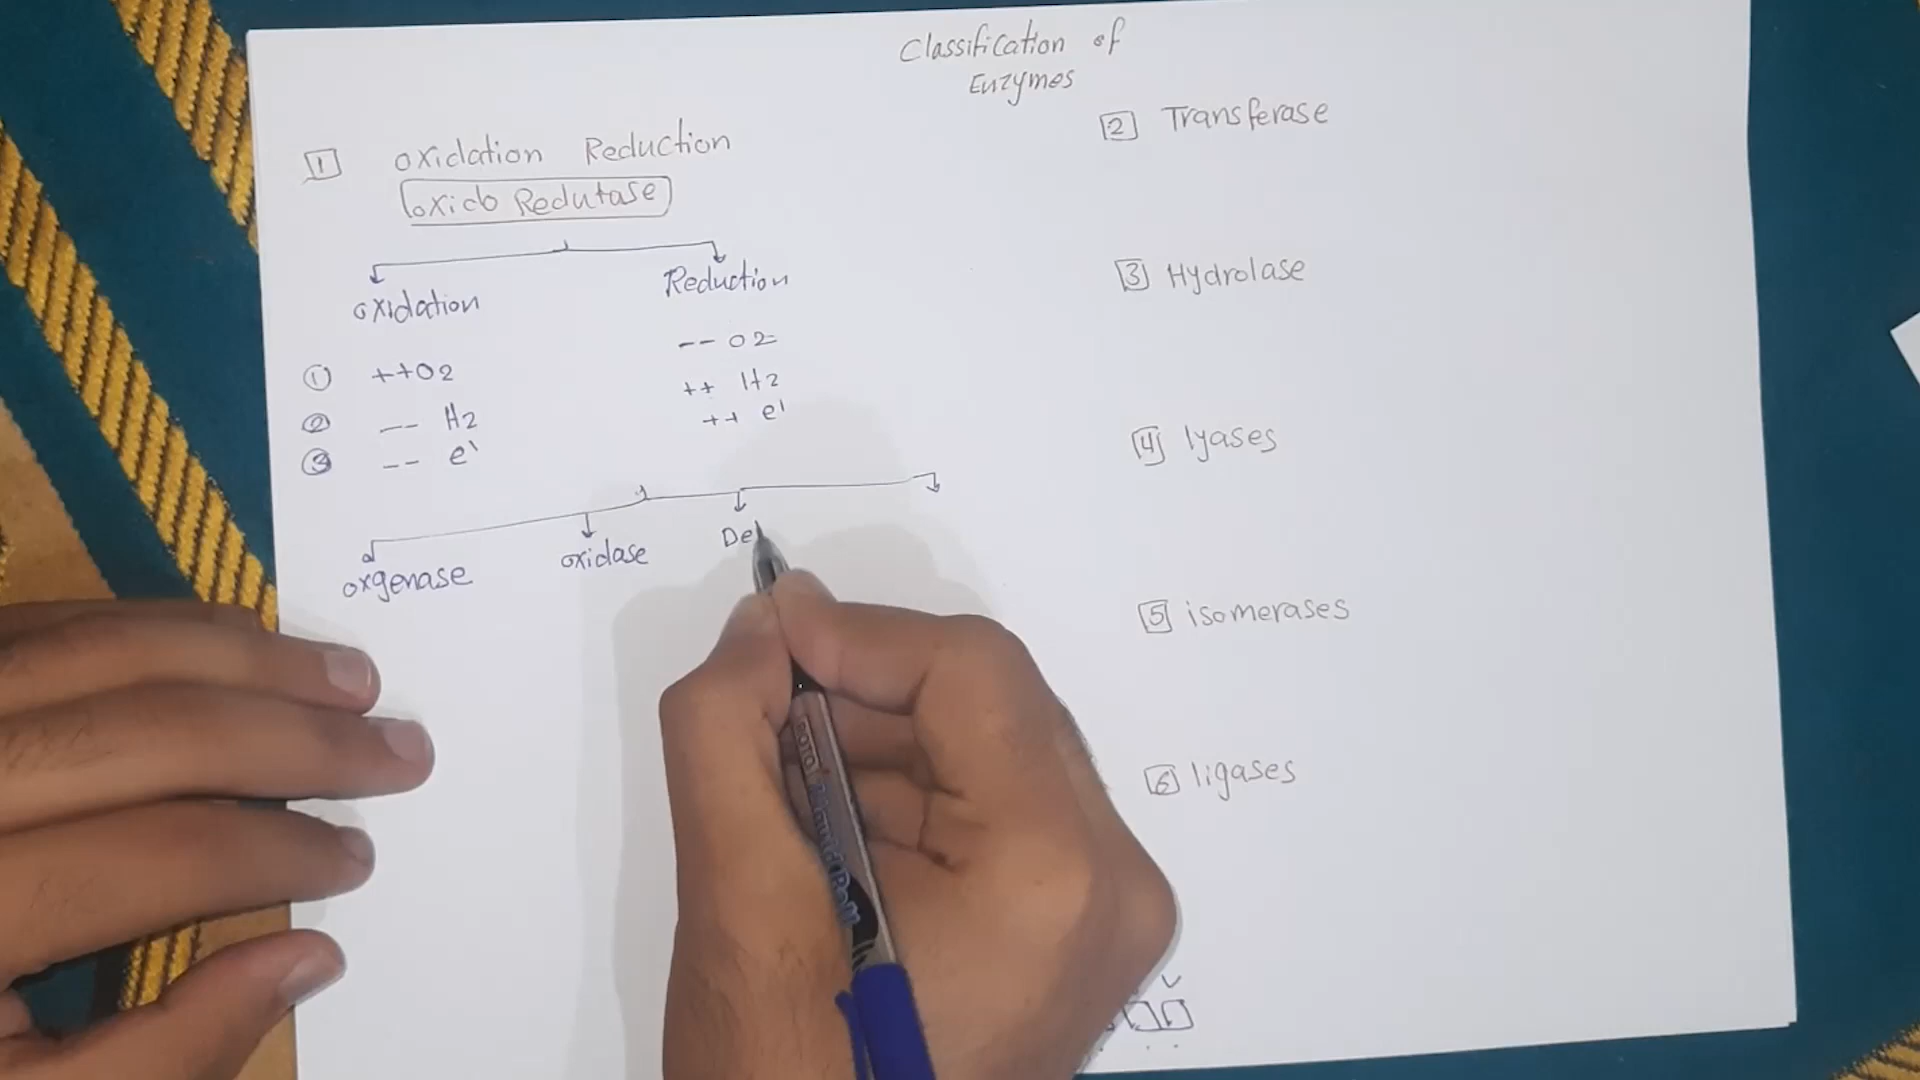 Classification of
Enzymes
1 oxidation Reduction
oxido Redutase
oxidation Reduction
1 ++O2 -- O2
2 -- H2 ++ H2
3 -- e' ++ e'
oxgenase oxidase De
2 Transferase
3 Hydrolase
4 lyases
5 isomerases
6 ligases